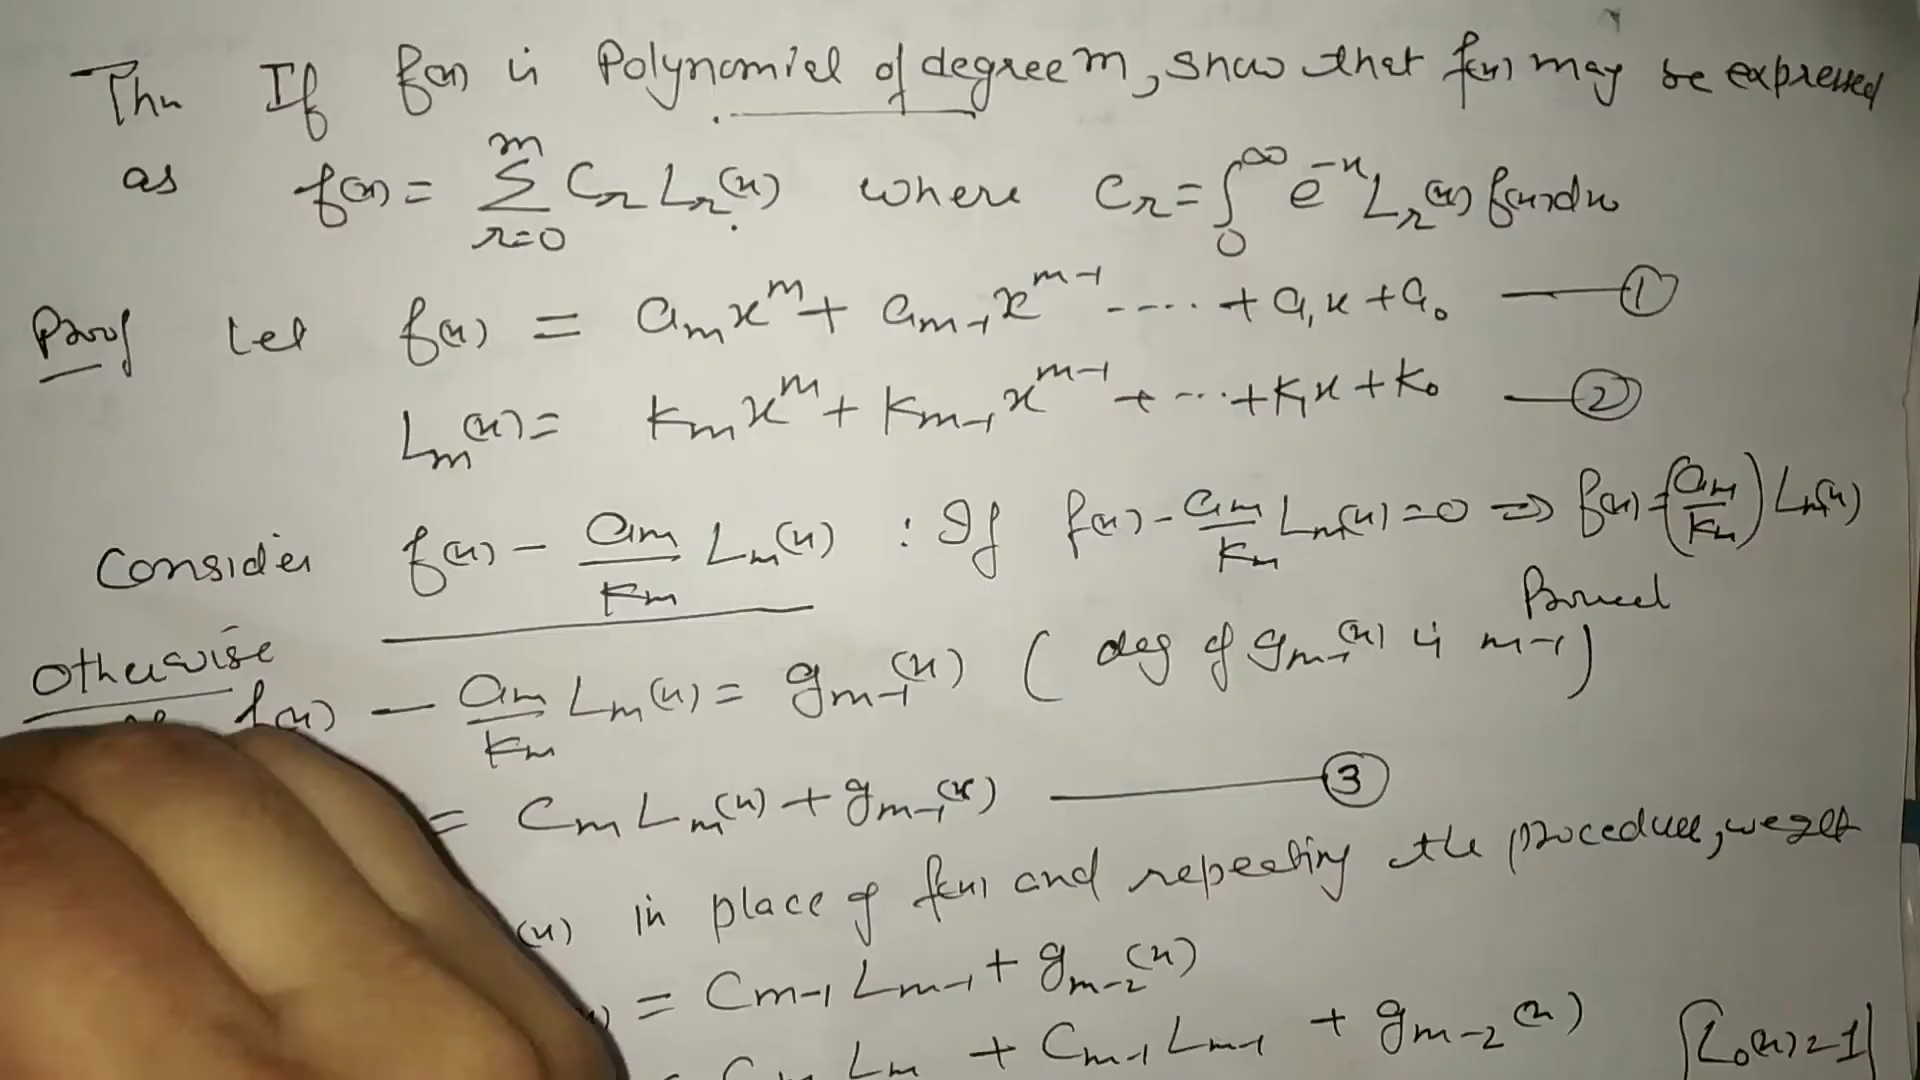 Thm If f(x) is Polynomial of degree m, show that f(x) may be expressed
as f(x) = Σ_{r=0}^{m} C_r L_r(x) where C_r = ∫_0^∞ e^{-x} L_r(x) f(x) dx
Proof Let f(x) = a_m x^m + a_{m-1} x^{m-1} ---- + a_1 x + a_0 — ①
L_m(x) = k_m x^m + k_{m-1} x^{m-1} + --- + k_1 x + k_0 — ②
Consider f(x) - a_m/k_m L_m(x) : If f(x) - a_m/k_m L_m(x) = 0 ⇒ f(x) = (a_m/k_m) L_m(x)
Proved
Otherwise
f(x) - a_m/k_m L_m(x) = g_{m-1}(x) ( deg of g_{m-1}(x) is m-1 )
= C_m L_m(x) + g_{m-1}(x) — ③
(x) in place of f(x) and repeating the procedure, we get
= C_{m-1} L_{m-1} + g_{m-2}(x)
C_m L_m + C_{m-1} L_{m-1} + g_{m-2}(x) [L_0(x) = 1]